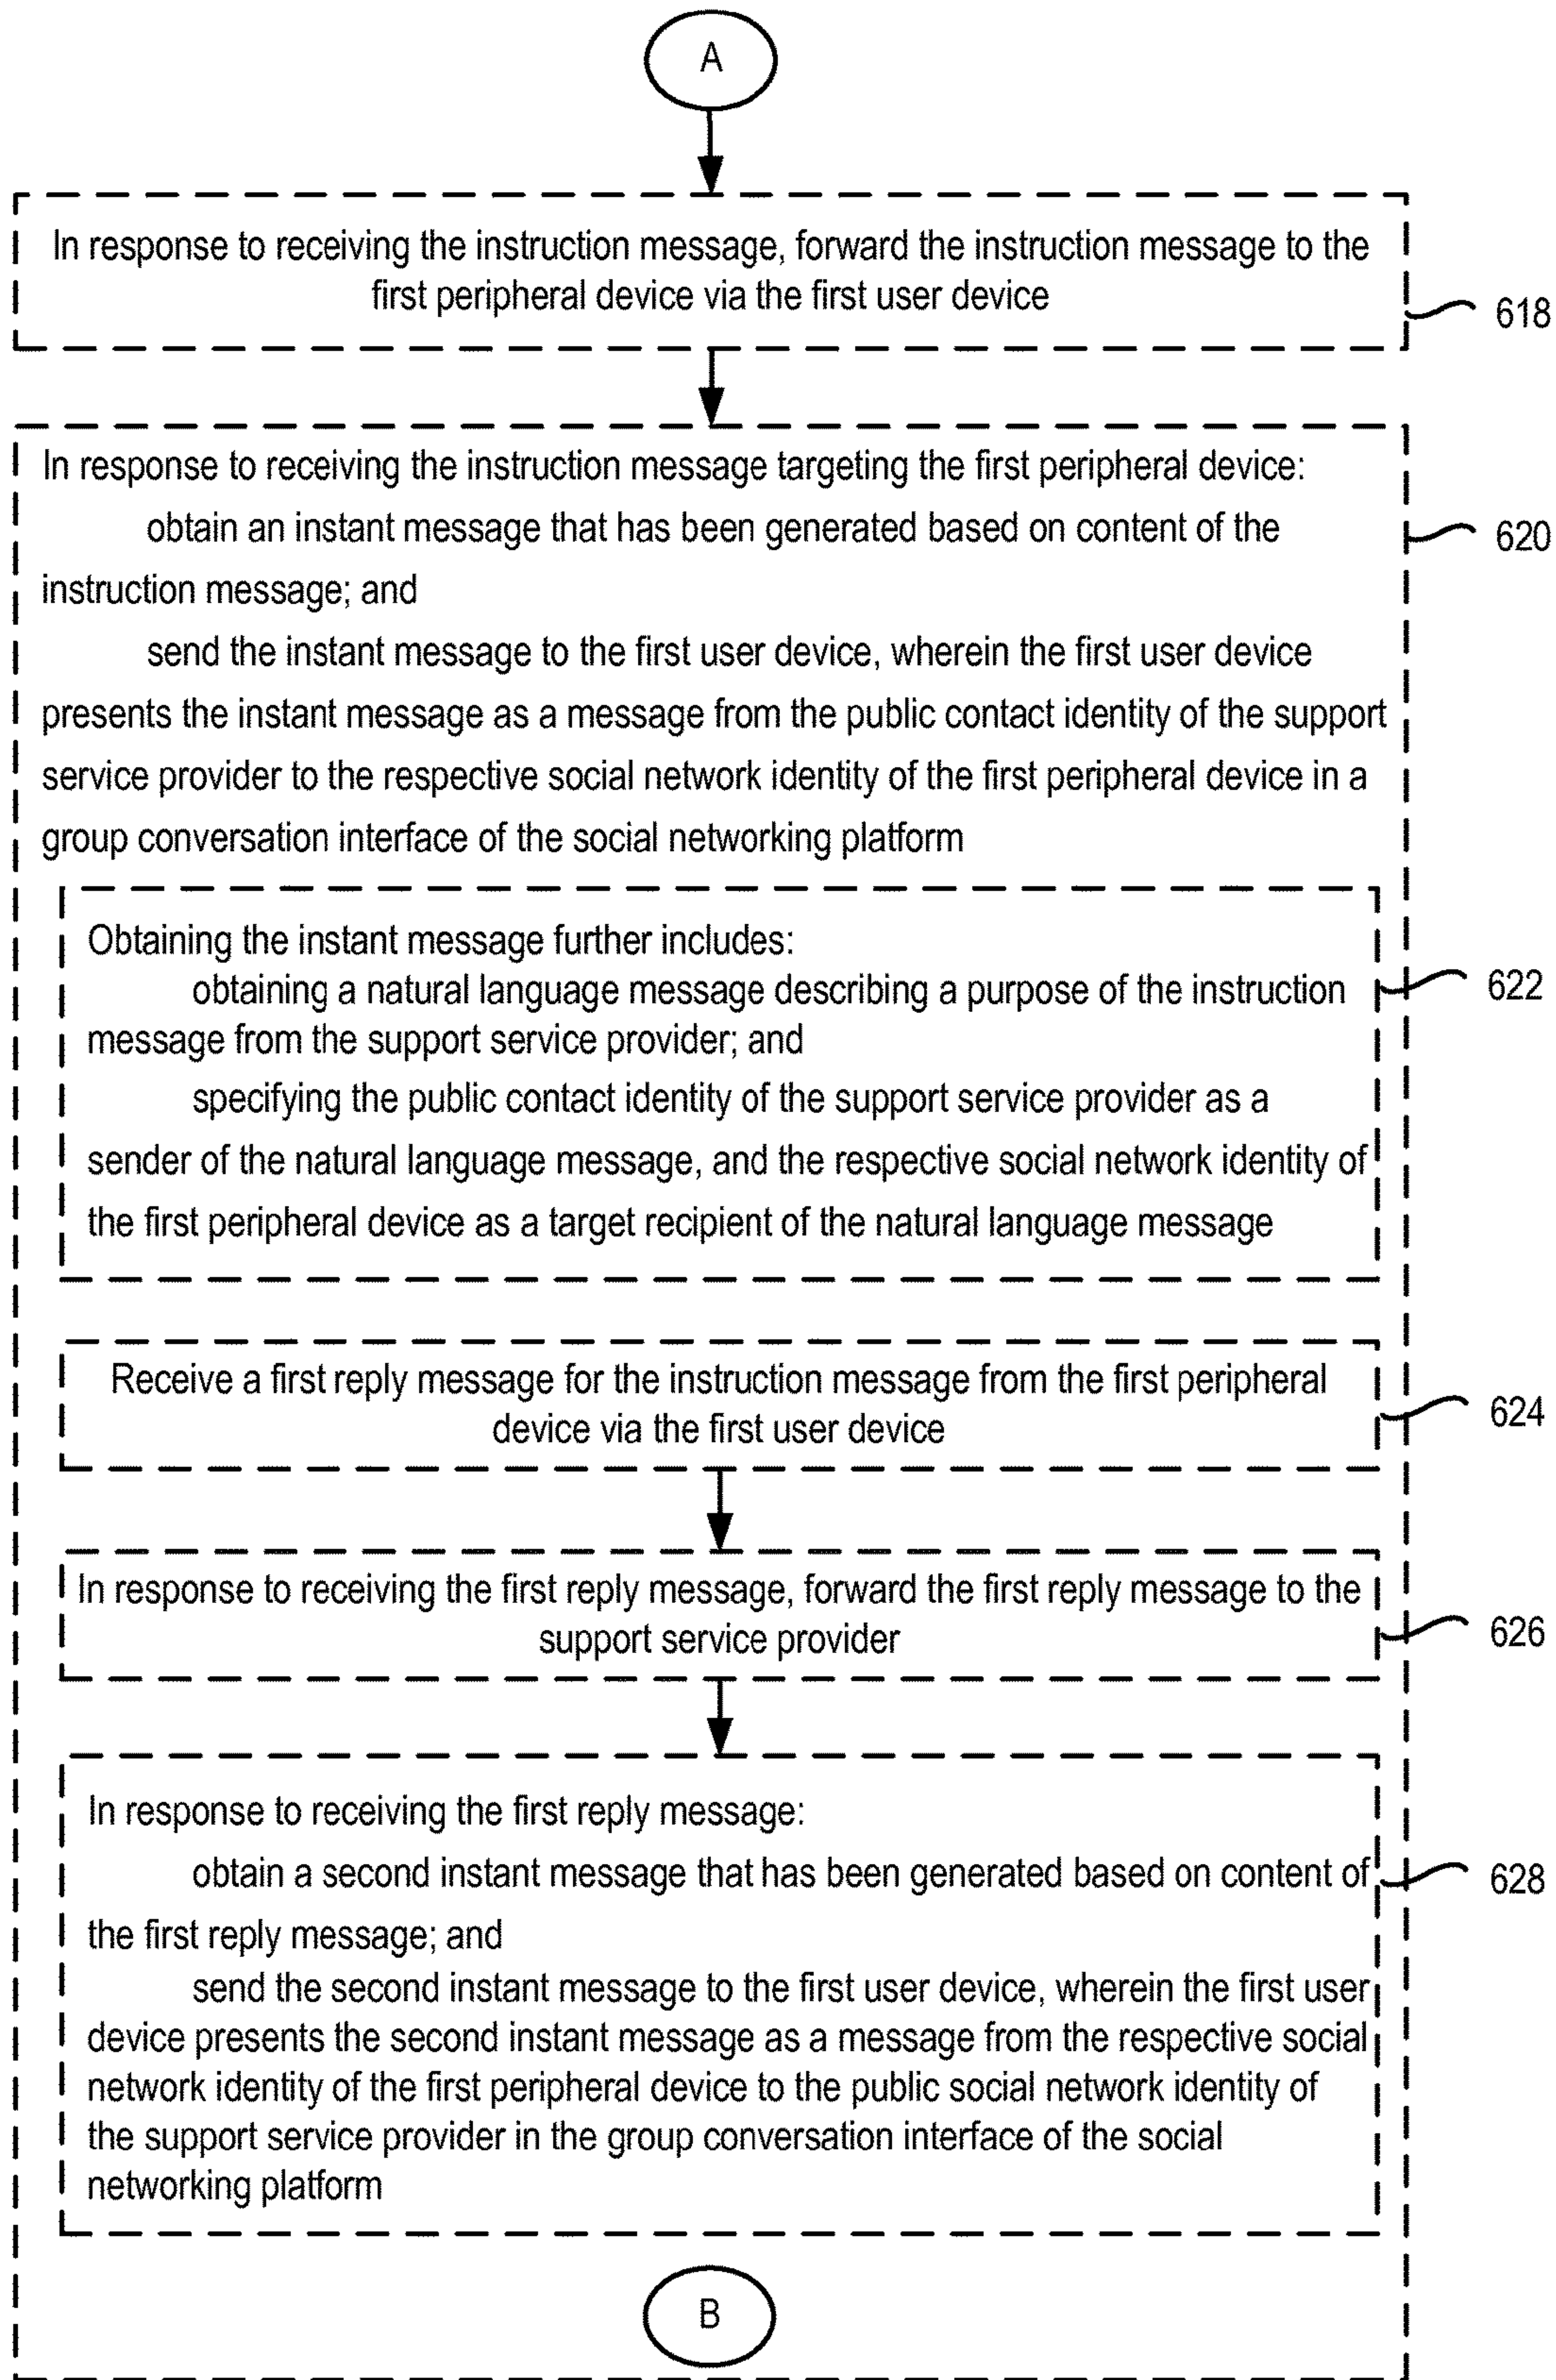 A
In response to receiving the instruction message, forward the instruction message to the
first peripheral device via the first user device
618
In response to receiving the instruction message targeting the first peripheral device:
obtain an instant message that has been generated based on content of the
620
instruction message; and
send the instant message to the first user device, wherein the first user device
presents the instant message as a message from the public contact identity of the support
service provider to the respective social network identity of the first peripheral device in a
group conversation interface of the social networking platform
Obtaining the instant message further includes:
obtaining a natural language message describing a purpose of the instruction
622
message from the support service provider; and
specifying the public contact identity of the support service provider as a
sender of the natural language message, and the respective social network identity of
the first peripheral device as a target recipient of the natural language message
Receive a first reply message for the instruction message from the first peripheral
device via the first user device
624
In response to receiving the first reply message, forward the first reply message to the
support service provider
626
In response to receiving the first reply message:
obtain a second instant message that has been generated based on content of
628
the first reply message; and
send the second instant message to the first user device, wherein the first user
device presents the second instant message as a message from the respective social
network identity of the first peripheral device to the public social network identity of
the support service provider in the group conversation interface of the social
networking platform
B